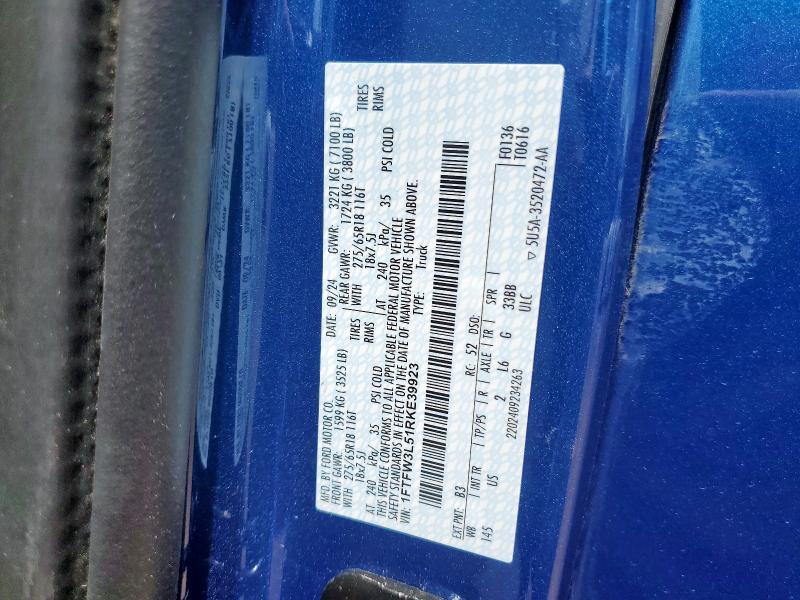 MFD. BY FORD MOTOR CO.
DATE: 09/24 GVWR: 3221 KG ( 7100 LB)
FRONT GAWR: 1599 KG ( 3525 LB)
REAR GAWR: 1724 KG ( 3800 LB)
WITH 275/65R18 116T TIRES
WITH 275/65R18 116T TIRES
18x7.5J RIMS
18x7.5J RIMS
AT 240 kPa/ 35 PSI COLD
AT 240 kPa/ 35 PSI COLD
THIS VEHICLE CONFORMS TO ALL APPLICABLE FEDERAL MOTOR VEHICLE
SAFETY STANDARDS IN EFFECT ON THE DATE OF MANUFACTURE SHOWN ABOVE.
VIN: 1FTFW3L51RKE39923
TYPE: Truck
EXT PNT: B3 RC: 52 DSO: F0136
T0616
WB INT TR TP/PS R AXLE TR SPR
145 US 2 L6 G 33BB
ULC
2202409234263
▽ 5U5A-3520472-AA